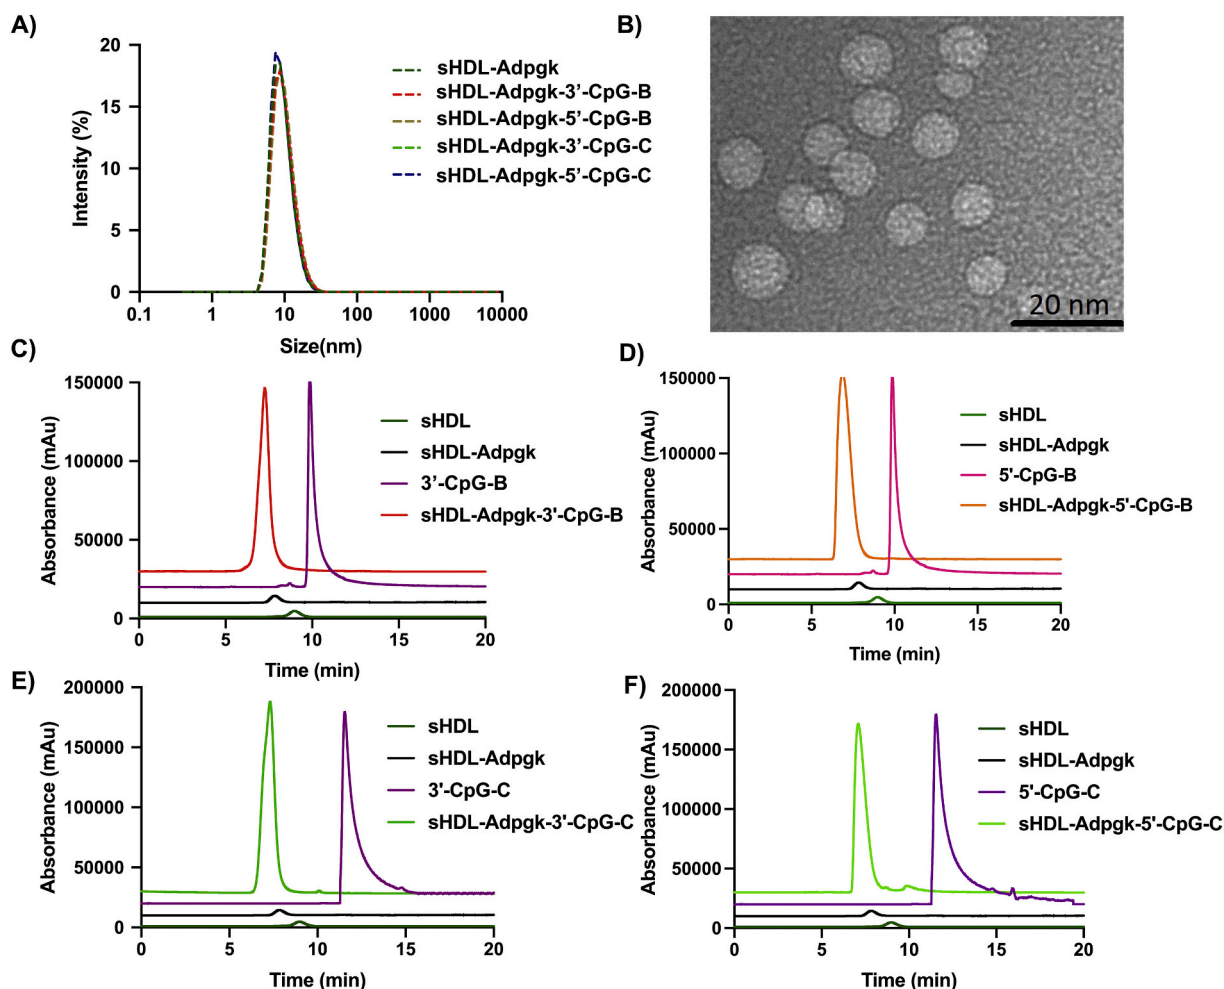 A)
20
15
10
5
0
Intensity (%)
0.1 1 10 100 1000 10000
Size(nm)
sHDL-Adpgk
sHDL-Adpgk-3’-CpG-B
sHDL-Adpgk-5’-CpG-B
sHDL-Adpgk-3’-CpG-C
sHDL-Adpgk-5’-CpG-C
B)
20 nm
C)
150000
100000
50000
0
Absorbance (mAu)
0 5 10 15 20
Time (min)
sHDL
sHDL-Adpgk
3’-CpG-B
sHDL-Adpgk-3'-CpG-B
D)
150000
100000
50000
0
Absorbance (mAu)
0 5 10 15 20
Time (min)
sHDL
sHDL-Adpgk
5'-CpG-B
sHDL-Adpgk-5'-CpG-B
E)
200000
150000
100000
50000
0
Absorbance (mAu)
0 5 10 15 20
Time (min)
sHDL
sHDL-Adpgk
3'-CpG-C
sHDL-Adpgk-3'-CpG-C
F)
200000
150000
100000
50000
0
Absorbance (mAu)
0 5 10 15 20
Time (min)
sHDL
sHDL-Adpgk
5'-CpG-C
sHDL-Adpgk-5'-CpG-C